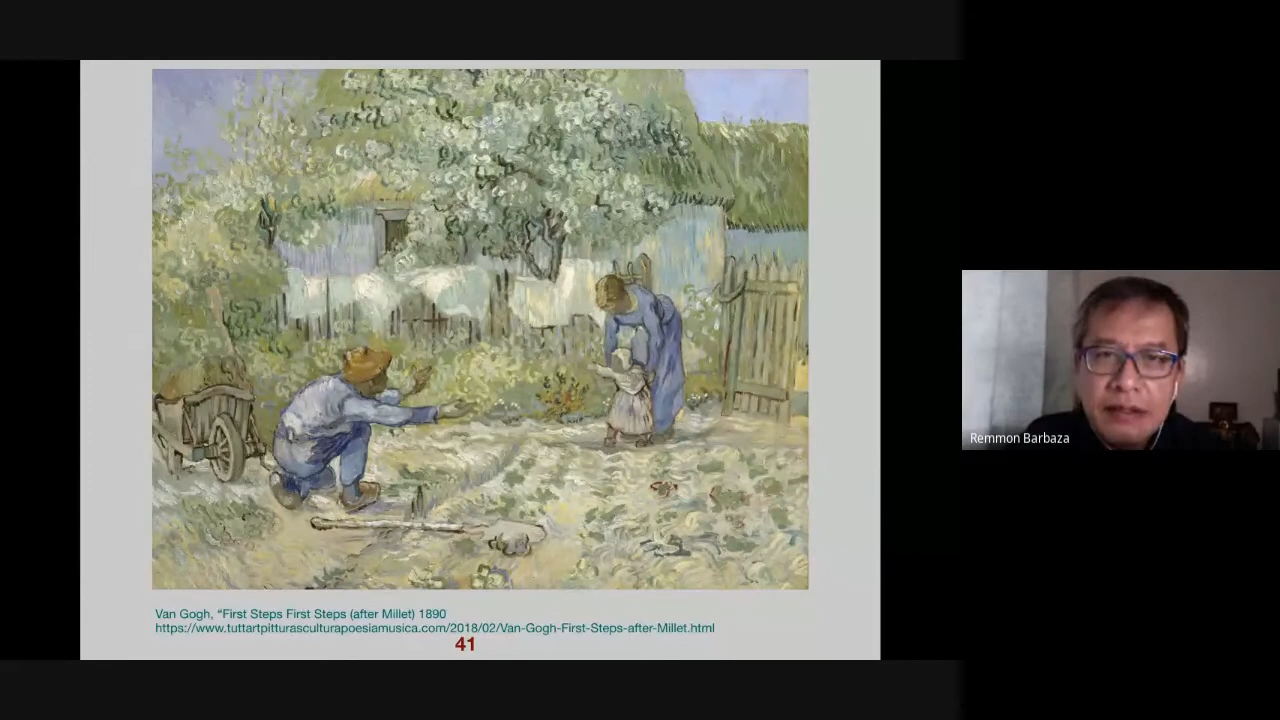 Van Gogh, “First Steps First Steps (after Millet) 1890
https://www.tuttartpitturasculturapoesiamusica.com/2018/02/Van-Gogh-First-Steps-after-Millet.html
41
Remmon Barbaza